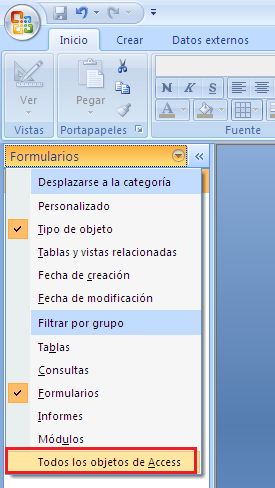 Inicio
Crear
Datos externos
Ver
Pegar
N K S
A
Vistas
Portapapeles
Fuente
Formularios
Desplazarse a la categoría
Personalizado
Tipo de objeto
Tablas y vistas relacionadas
Fecha de creación
Fecha de modificación
Filtrar por grupo
Tablas
Consultas
Formularios
Informes
Módulos
Todos los objetos de Access